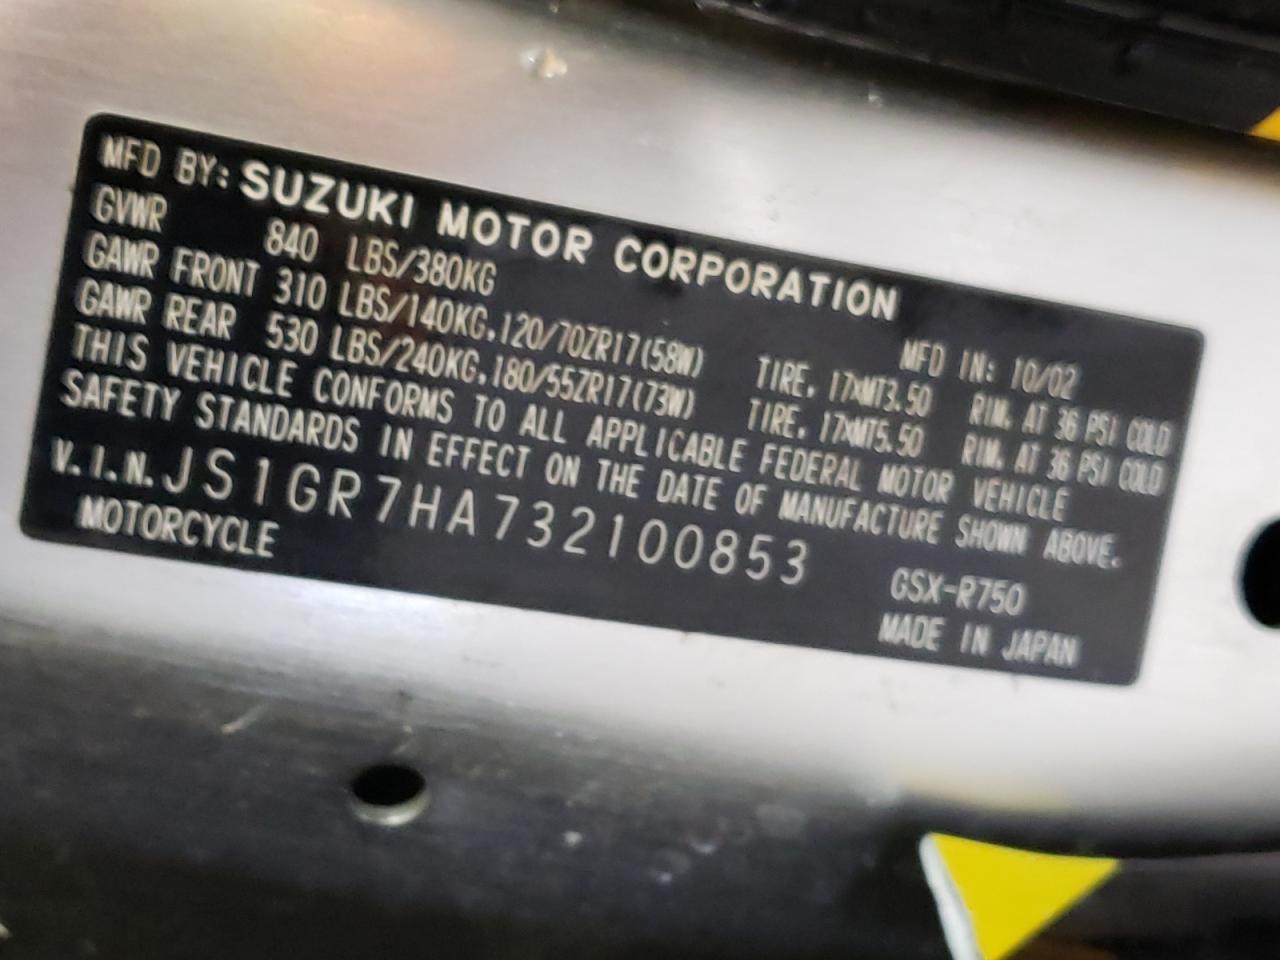 MFD BY: SUZUKI MOTOR CORPORATION
MFD IN: 10/02
GVWR 840 LBS/380KG
GAWR FRONT 310 LBS/140KG,120/70ZR17(58W) TIRE, 17xMT3.50 RIM. AT 36 PSI COLD
GAWR REAR 530 LBS/240KG,180/55ZR17(73W) TIRE, 17xMT5.50 RIM. AT 36 PSI COLD
THIS VEHICLE CONFORMS TO ALL APPLICABLE FEDERAL MOTOR VEHICLE
SAFETY STANDARDS IN EFFECT ON THE DATE OF MANUFACTURE SHOWN ABOVE.
V.I.N.JS1GR7HA732100853 GSX-R750
MOTORCYCLE MADE IN JAPAN